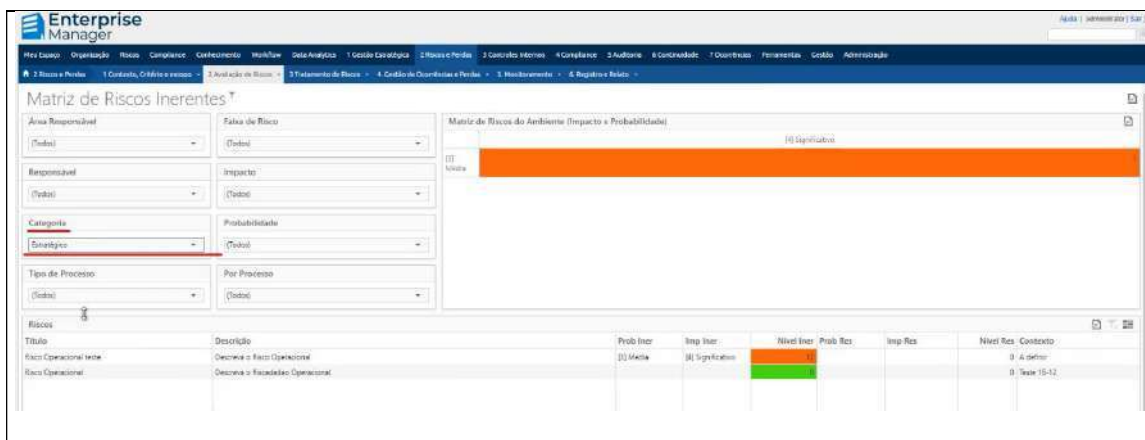 Enterprise
Manager
Ajuda | administrador | Sair
Meu Espaço Organização Riscos Compliance Conhecimento Workflow Data Analytics 1 Gestão Estratégica 2 Riscos e Perdas 3 Controles Internos 4 Compliance 5 Auditoria 6 Continuidade 7 Ocorrências Ferramentas Gestão Administração
2 Riscos e Perdas 1 Contexto, Critério e escopo 2 Avaliação de Riscos 3 Tratamento de Riscos 4. Gestão de Ocorrências e Perdas 5. Monitoramento 6. Registro e Relato
Matriz de Riscos Inerentes
Área Responsável Faixa de Risco Matriz de Riscos do Ambiente (Impacto x Probabilidade)
(Todos) (Todos) [4] Significativo
Responsável Impacto Média
(Todos) (Todos)
Categoria Probabilidade
Estratégico (Todos)
Tipo de Processo Por Processo
(Todos) (Todos)
Riscos
Título Descrição Prob Iner Imp Iner Nível Iner Prob Res Imp Res Nível Res Contexto
Risco Operacional teste Descreva o Risco Operacional Média [4] Significativo 12 0 A definir
Risco Operacional Descreva o Operacional 0 Teste 15-12